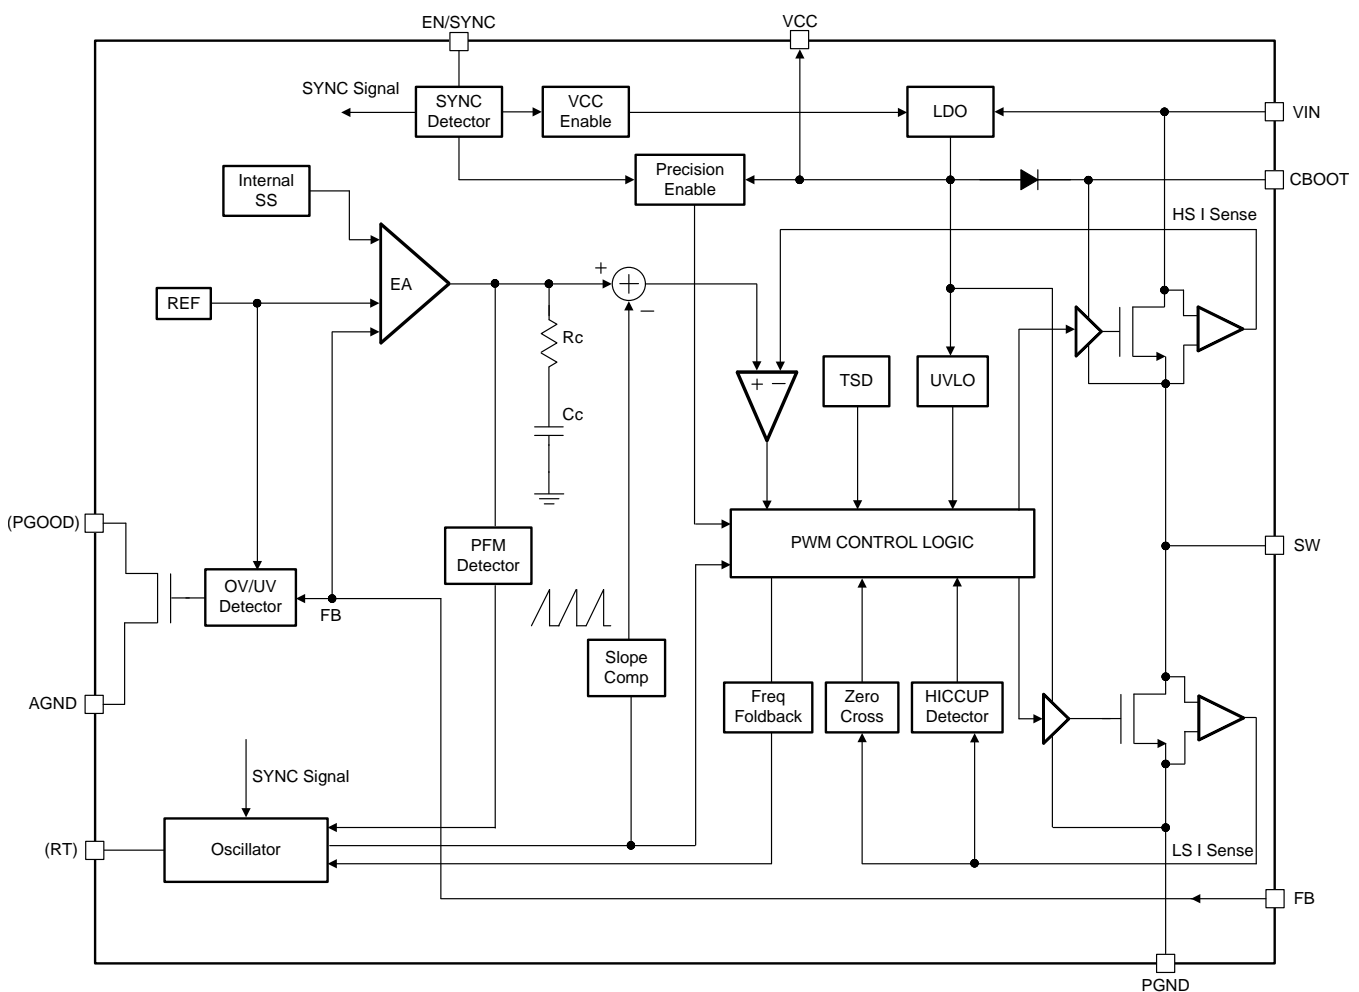 EN/SYNC
VCC
SYNC Signal
SYNC
Detector
VCC
Enable
LDO
VIN
Internal
SS
Precision
Enable
CBOOT
HS I Sense
EA
+
+
−
REF
Rc
+ −
TSD
UVLO
Cc
(PGOOD)
PFM
Detector
PWM CONTROL LOGIC
SW
OV/UV
Detector
FB
Slope
Comp
AGND
Freq
Foldback
Zero
Cross
HICCUP
Detector
SYNC Signal
(RT)
Oscillator
LS I Sense
FB
PGND